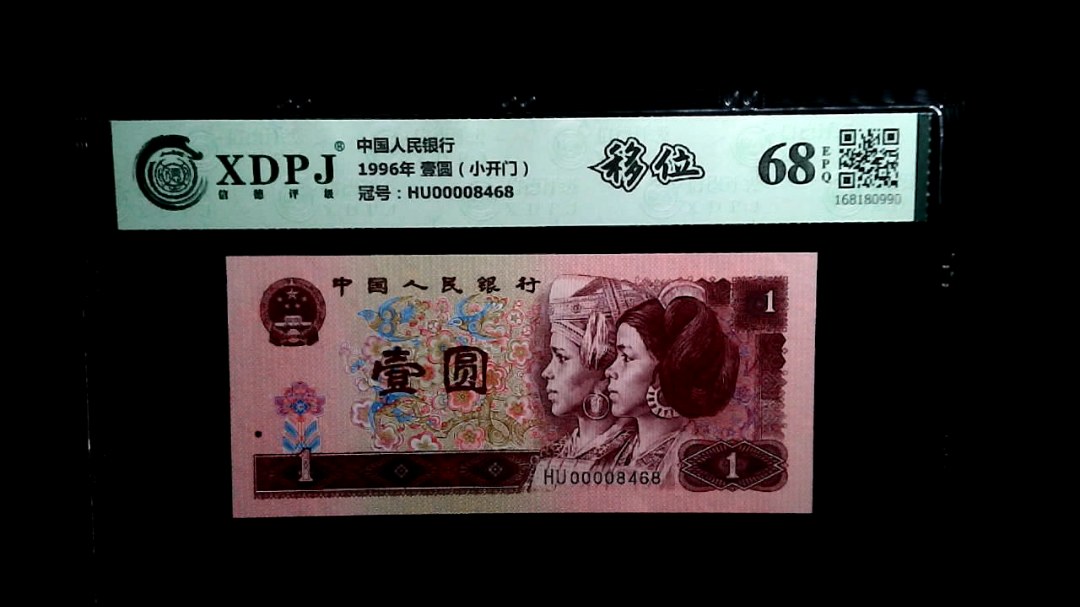 XDPJ®
信德评级
中国人民银行
1996年 壹圆（小开门）
冠号：HU00008468
移位
68
EPQ
168180990
中国人民银行
1
壹圆
1
HU00008468
1